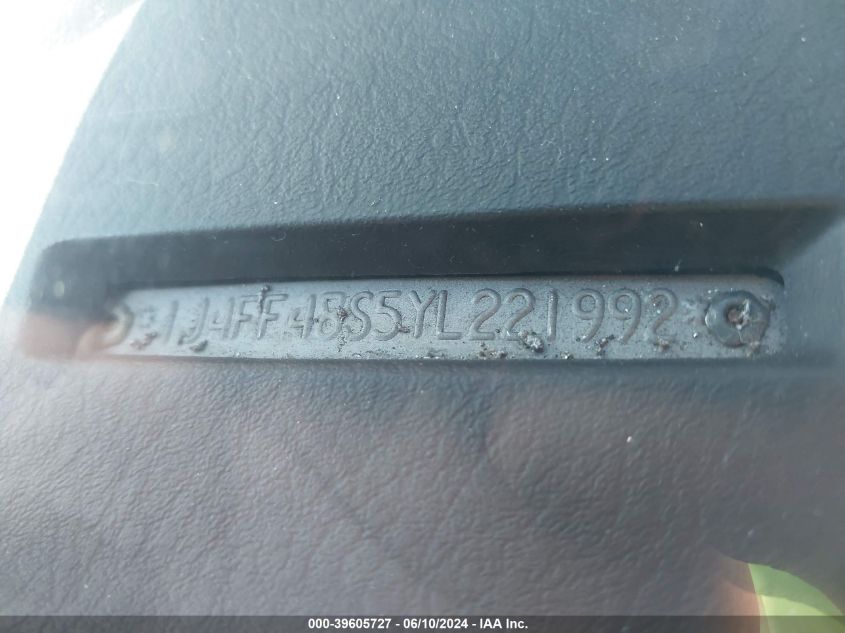 1J4FF48S5YL221992
000-39605727 - 06/10/2024 - IAA Inc.